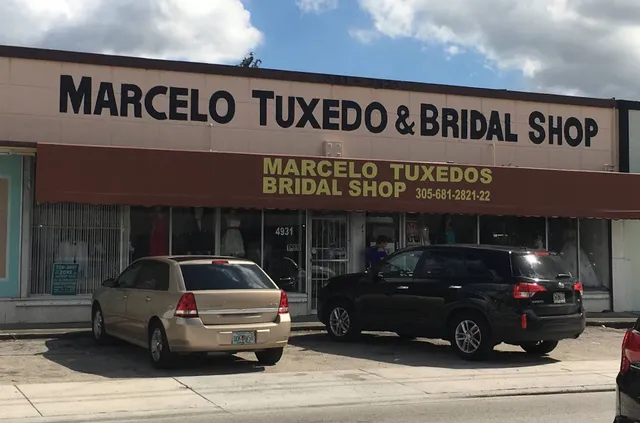 MARCELO TUXEDO & BRIDAL SHOP
MARCELO TUXEDOS
BRIDAL SHOP 305-681-2821-22
4931